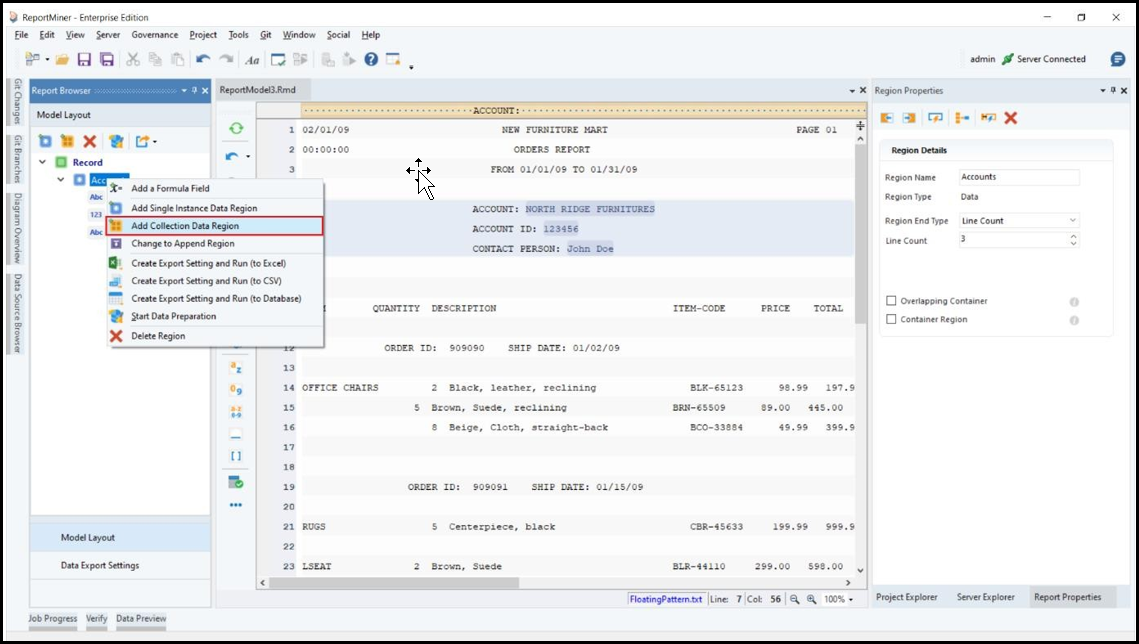 ReportMiner - Enterprise Edition
File Edit View Server Governance Project Tools Git Window Social Help
Aa admin Server Connected
Git Changes
Git Branches
Diagram Overview
Data Source Browser
Report Browser
Model Layout
Record
Abc
123
Abc
Add a Formula Field
Add Single Instance Data Region
Add Collection Data Region
Change to Append Region
Create Export Setting and Run (to Excel)
Create Export Setting and Run (to CSV)
Create Export Setting and Run (to Database)
Start Data Preparation
Delete Region
Model Layout
Data Export Settings
ReportModel3.Rmd
ACCOUNT:
1 02/01/09 NEW FURNITURE MART PAGE 01
2 00:00:00 ORDERS REPORT
3 FROM 01/01/09 TO 01/31/09
ACCOUNT: NORTH RIDGE FURNITURES
ACCOUNT ID: 123456
CONTACT PERSON: John Doe
QUANTITY DESCRIPTION ITEM-CODE PRICE TOTAL
12 ORDER ID: 909090 SHIP DATE: 01/02/09
13
14 OFFICE CHAIRS 2 Black, leather, reclining BLK-65123 98.99 197.9
15 5 Brown, Suede, reclining BRN-65509 89.00 445.00
16 8 Beige, Cloth, straight-back BCO-33884 49.99 399.9
17
18
19 ORDER ID: 909091 SHIP DATE: 01/15/09
20
21 RUGS 5 Centerpiece, black CBR-45633 199.99 999.9
22
23 LSEAT 2 Brown, Suede BLR-44110 299.00 598.00
FloatingPattern.txt Line: 7 Col: 56 100%
Region Properties
Region Details
Region Name Accounts
Region Type Data
Region End Type Line Count
Line Count 3
Overlapping Container
Container Region
Project Explorer Server Explorer Report Properties
Job Progress Verify Data Preview